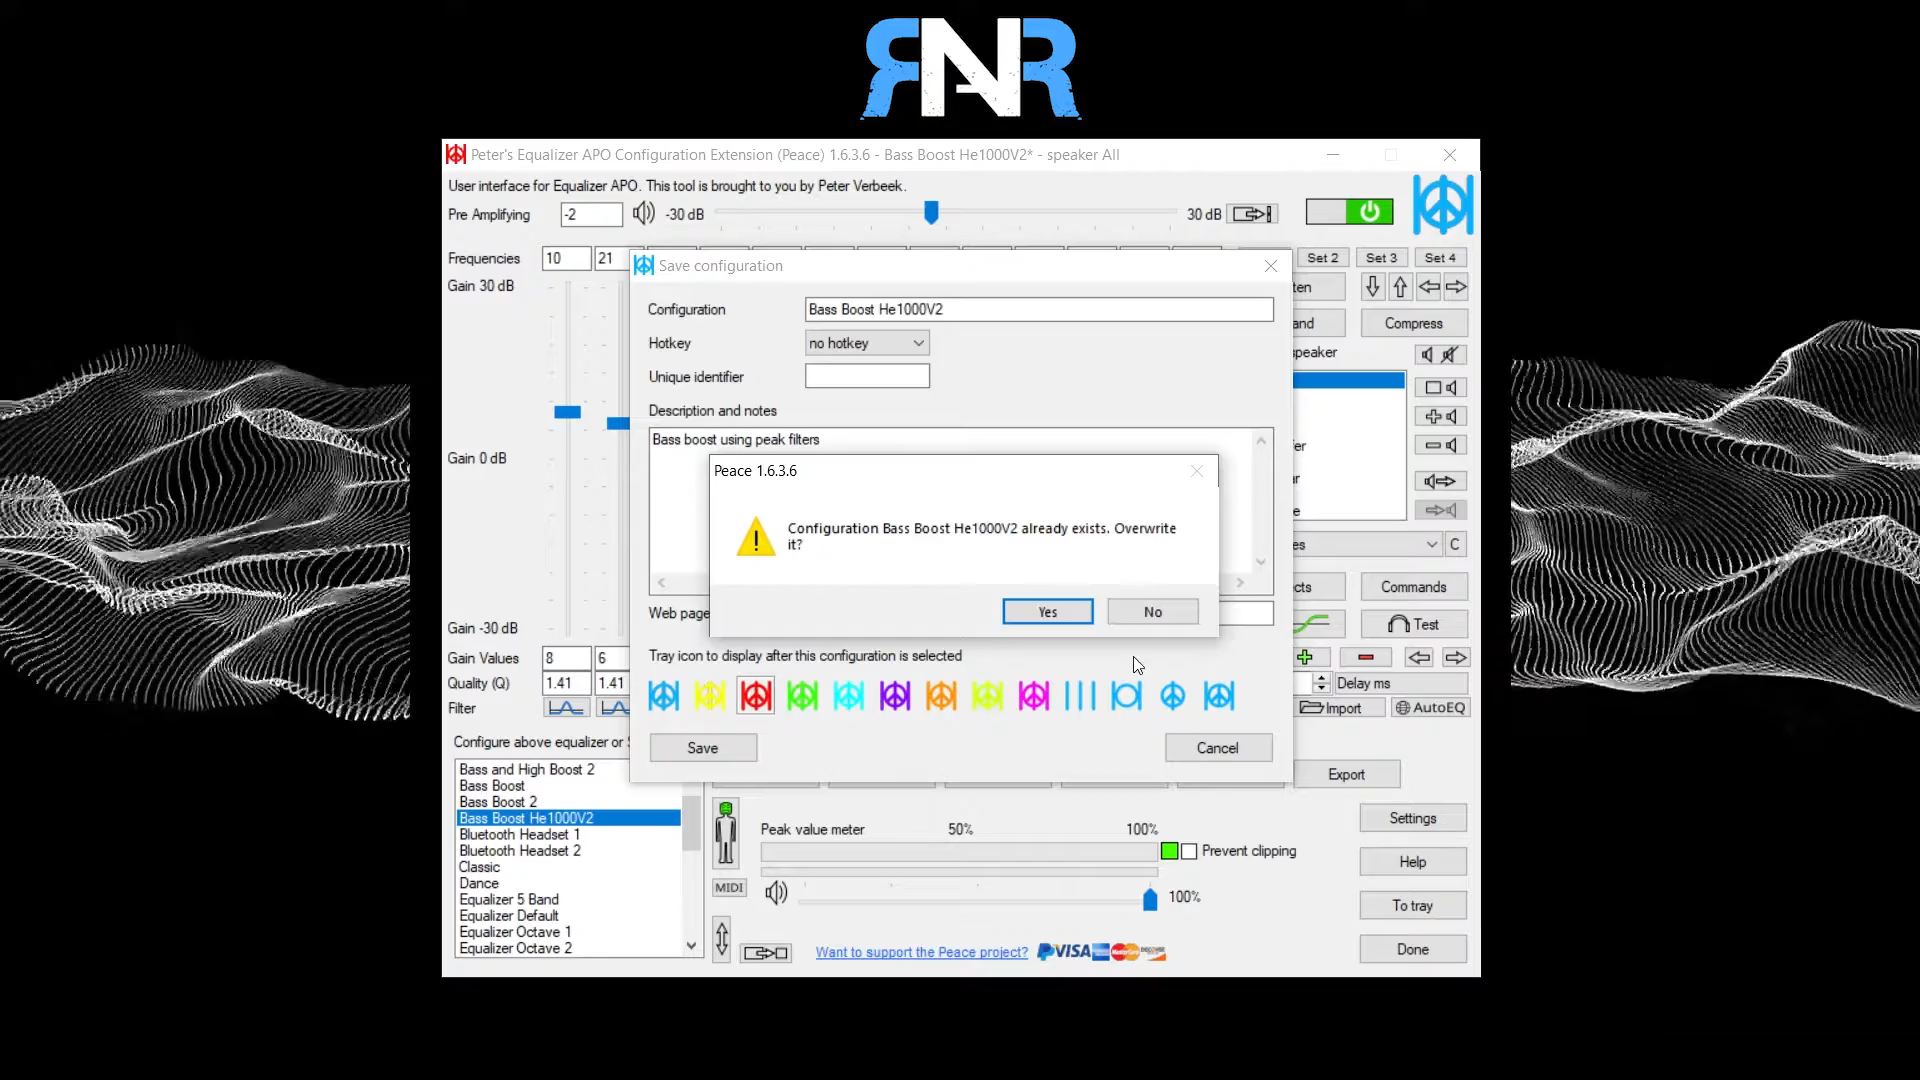 RNR
Peter's Equalizer APO Configuration Extension (Peace) 1.6.3.6 - Bass Boost He1000V2* - speaker All
User interface for Equalizer APO. This tool is brought to you by Peter Verbeek.
Pre Amplifying -2 -30 dB 30 dB
Frequencies 10 21 Set 2 Set 3 Set 4
Save configuration
Gain 30 dB
Configuration Bass Boost He1000V2
Compress
Hotkey no hotkey
speaker
Unique identifier
Description and notes
Bass boost using peak filters
Gain 0 dB
Peace 1.6.3.6
Configuration Bass Boost He1000V2 already exists. Overwrite
it?
C
Commands
Yes No
Web page
Gain -30 dB
Test
Tray icon to display after this configuration is selected
Gain Values 8 6
Quality (Q) 1.41 1.41
Delay ms
Filter
Import AutoEQ
Configure above equalizer or
Save Cancel
Export
Bass and High Boost 2
Bass Boost
Bass Boost 2
Bass Boost He1000V2
Bluetooth Headset 1
Bluetooth Headset 2
Classic
Dance
Equalizer 5 Band
Equalizer Default
Equalizer Octave 1
Equalizer Octave 2
Peak value meter 50% 100%
Prevent clipping
MIDI
100%
Want to support the Peace project?
VISA
Settings
Help
To tray
Done